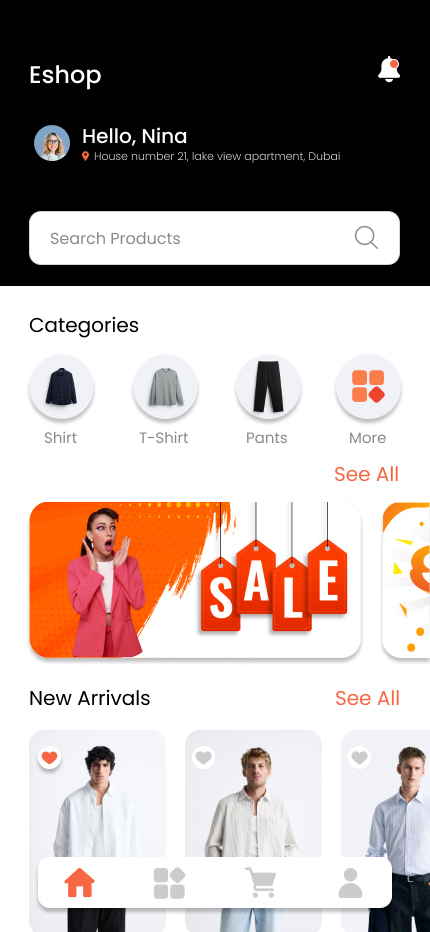 Eshop
Hello, Nina
House number 21, lake view apartment, Dubai
Search Products
Categories
Shirt
T-Shirt
Pants
More
See All
SALE
New Arrivals
See All